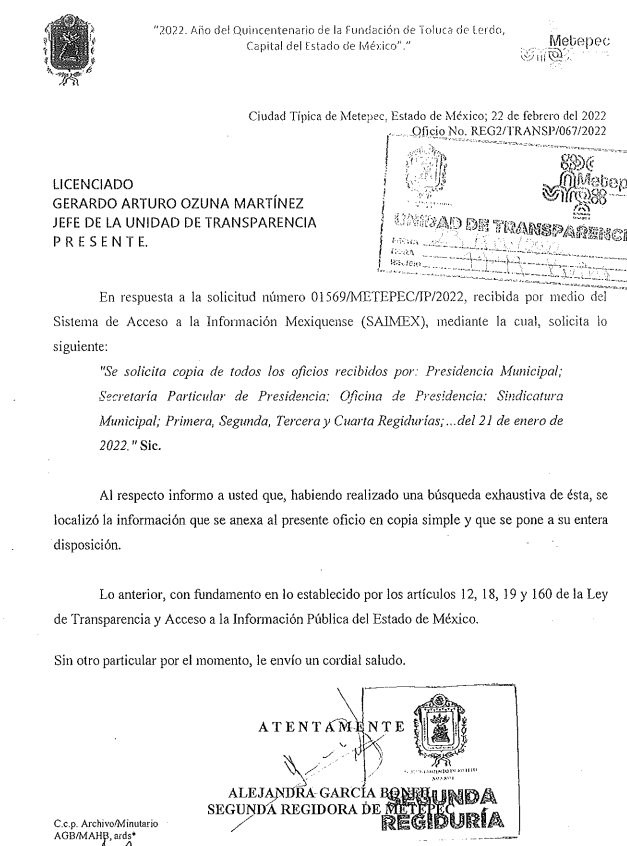 "2022. Año del Quincentenario de la Fundación de Toluca de Lerdo,
Capital del Estado de México"."
Metepec
Ciudad Típica de Metepec, Estado de México; 22 de febrero del 2022
Oficio No. REG2/TRANSP/067/2022
LICENCIADO
GERARDO ARTURO OZUNA MARTÍNEZ
JEFE DE LA UNIDAD DE TRANSPARENCIA
P R E S E N T E.
Metepec
UNIDAD DE TRANSPARENCI
En respuesta a la solicitud número 01569/METEPEC/IP/2022, recibida por medio del
Sistema de Acceso a la Información Mexiquense (SAIMEX), mediante la cual, solicita lo
siguiente:
"Se solicita copia de todos los oficios recibidos por: Presidencia Municipal;
Secretaría Particular de Presidencia; Oficina de Presidencia; Sindicatura
Municipal; Primera, Segunda, Tercera y Cuarta Regidurías;...del 21 de enero de
2022." Sic.
Al respecto informo a usted que, habiendo realizado una búsqueda exhaustiva de ésta, se
localizó la información que se anexa al presente oficio en copia simple y que se pone a su entera
disposición.
Lo anterior, con fundamento en lo establecido por los artículos 12, 18, 19 y 160 de la Ley
de Transparencia y Acceso a la Información Pública del Estado de México.
Sin otro particular por el momento, le envío un cordial saludo.
A T E N T A M E N T E
ALEJANDRA GARCÍA
SEGUNDA REGIDORA DE METEPEC
SEGUNDA
REGIDURÍA
C.c.p. Archivo/Minutario
AGB/MAHB, ards*